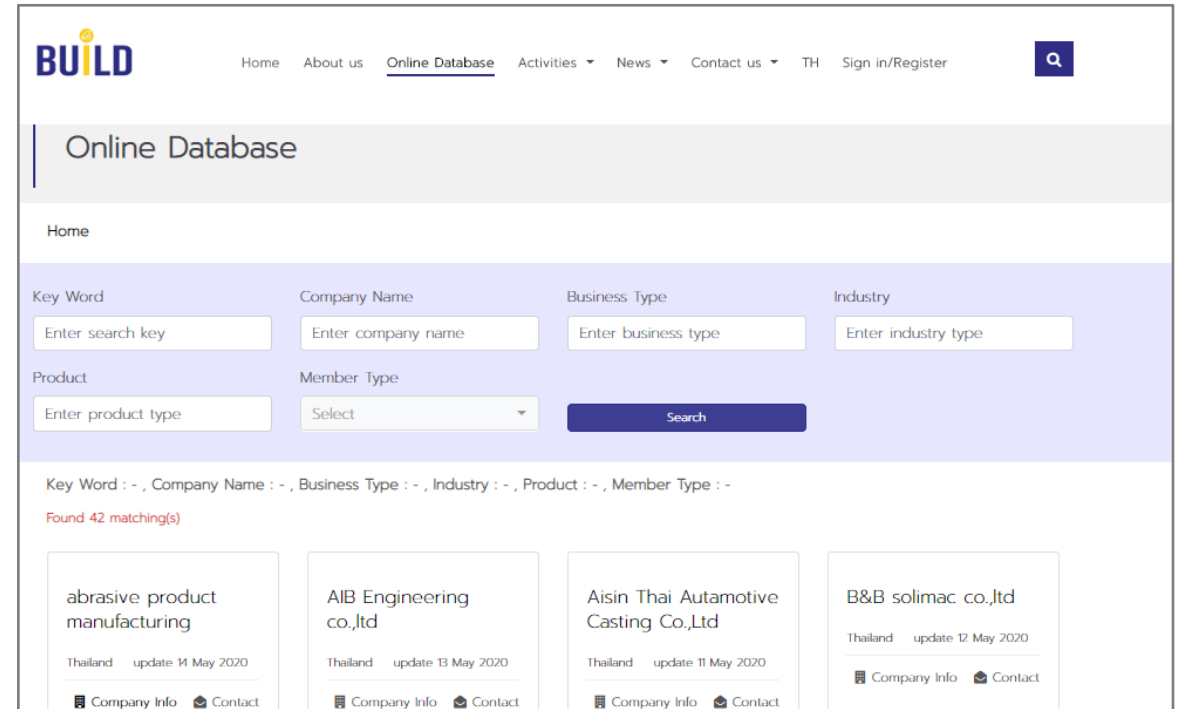 BUiLD
Home About us Online Database Activities News Contact us TH Sign in/Register
Online Database
Home
Key Word Company Name Business Type Industry
Enter search key Enter company name Enter business type Enter industry type
Product Member Type
Enter product type Select Search
Key Word : - , Company Name : - , Business Type : - , Industry : - , Product : - , Member Type : -
Found 42 matching(s)
abrasive product
manufacturing
Thailand update 14 May 2020
Company Info Contact
AIB Engineering
co.,ltd
Thailand update 13 May 2020
Company Info Contact
Aisin Thai Autamotive
Casting Co.,Ltd
Thailand update 11 May 2020
Company Info Contact
B&B solimac co.,ltd
Thailand update 12 May 2020
Company Info Contact